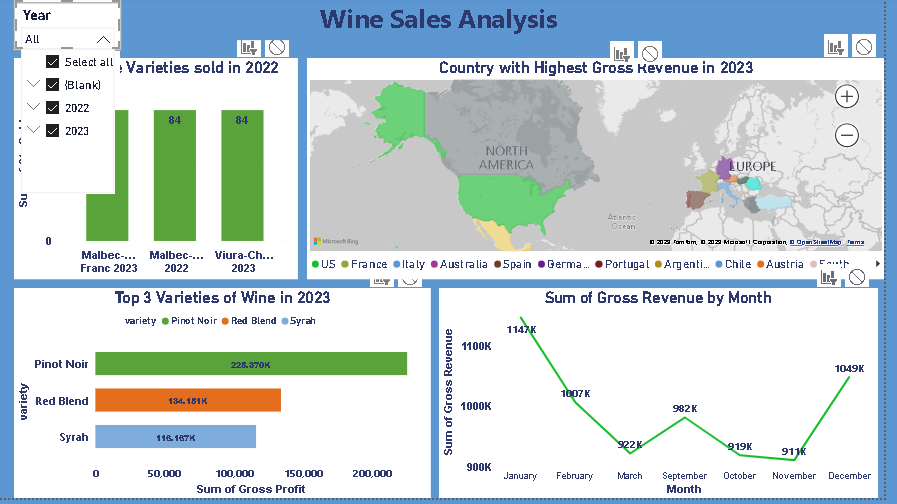 Year
Wine Sales Analysis
All
Select all
(Blank)
2022
2023
e Varieties sold in 2022
84
84
0
Malbec-... Franc 2023
Malbec-... 2022
Viura-Ch... 2023
Country with Highest Gross Revenue in 2023
NORTH
AMERICA
EUROPE
Atlantic
Ocean
Microsoft Bing
© 2023 TomTom, © 2023 Microsoft Corporation, © OpenStreetMap Terms
US France Italy Australia Spain Germa... Portugal Argenti... Chile Austria South
Top 3 Varieties of Wine in 2023
variety Pinot Noir Red Blend Syrah
variety
Pinot Noir
228.370K
Red Blend
134.181K
Syrah
116.167K
0 50,000 100,000 150,000 200,000
Sum of Gross Profit
Sum of Gross Revenue by Month
Sum of Gross Revenue
1100K
1000K
900K
1147K
1007K
922K
982K
919K
911K
1049K
January February March September October November December
Month